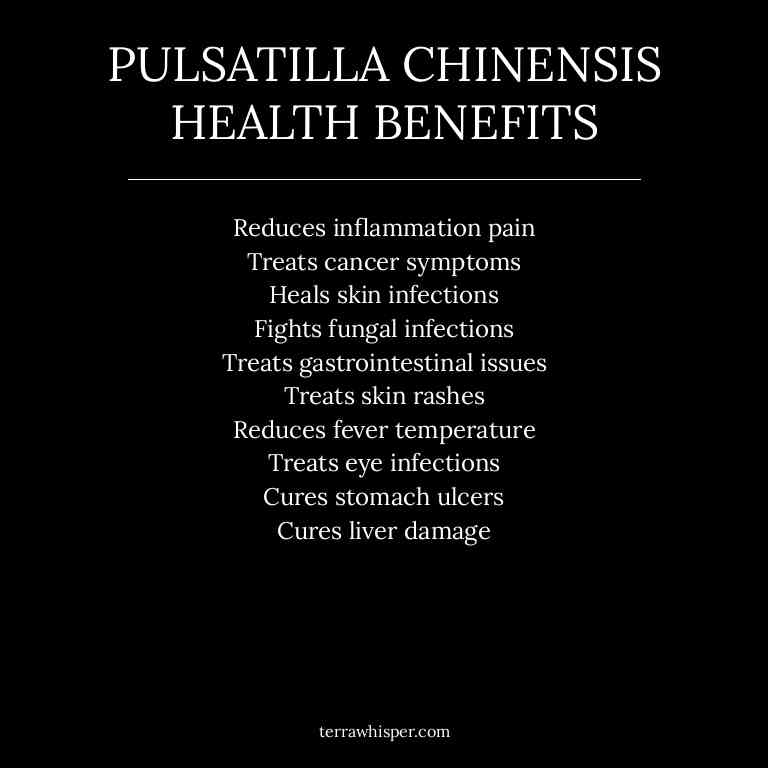 PULSATILLA CHINENSIS
HEALTH BENEFITS
Reduces inflammation pain
Treats cancer symptoms
Heals skin infections
Fights fungal infections
Treats gastrointestinal issues
Treats skin rashes
Reduces fever temperature
Treats eye infections
Cures stomach ulcers
Cures liver damage
terrawhisper.com